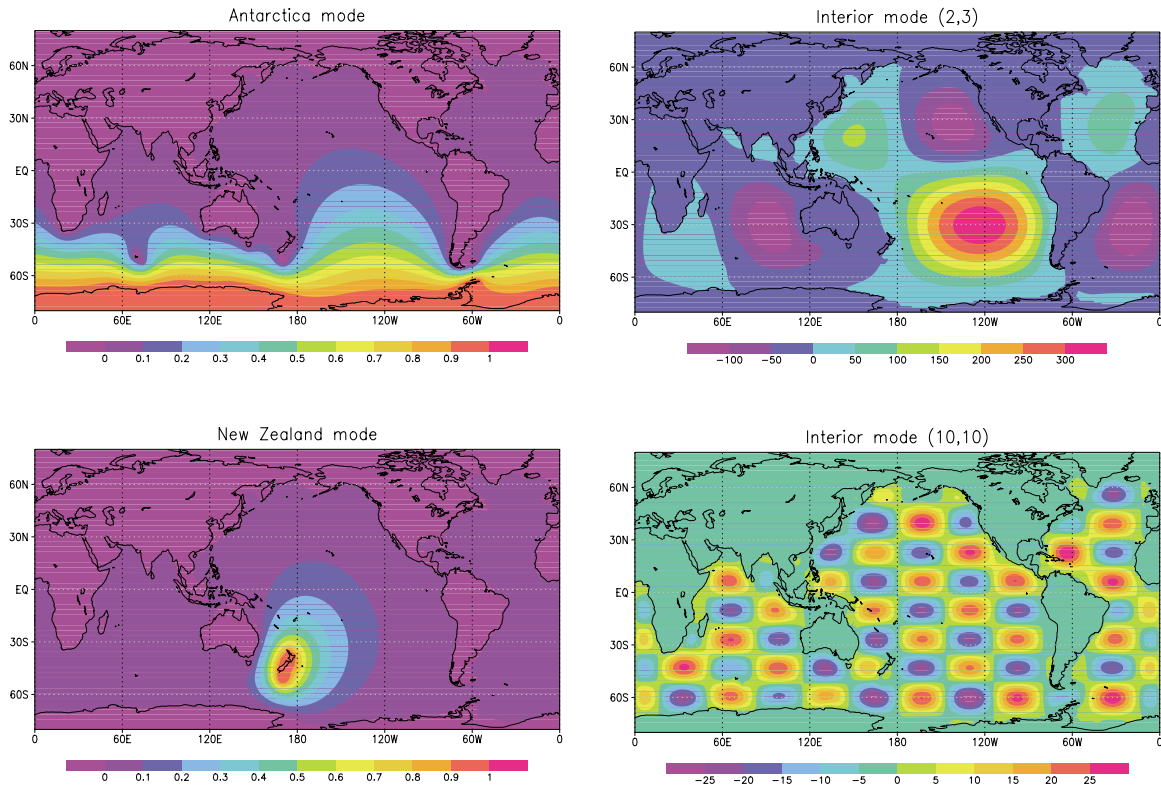 Antarctica mode
60N
30N
EQ
30S
60S
0 60E 120E 180 120W 60W 0
0 0.1 0.2 0.3 0.4 0.5 0.6 0.7 0.8 0.9 1
Interior mode (2,3)
60N
30N
EQ
30S
60S
0 60E 120E 180 120W 60W 0
−100 −50 0 50 100 150 200 250 300
New Zealand mode
60N
30N
EQ
30S
60S
0 60E 120E 180 120W 60W 0
0 0.1 0.2 0.3 0.4 0.5 0.6 0.7 0.8 0.9 1
Interior mode (10,10)
60N
30N
EQ
30S
60S
0 60E 120E 180 120W 60W 0
−25 −20 −15 −10 −5 0 5 10 15 20 25